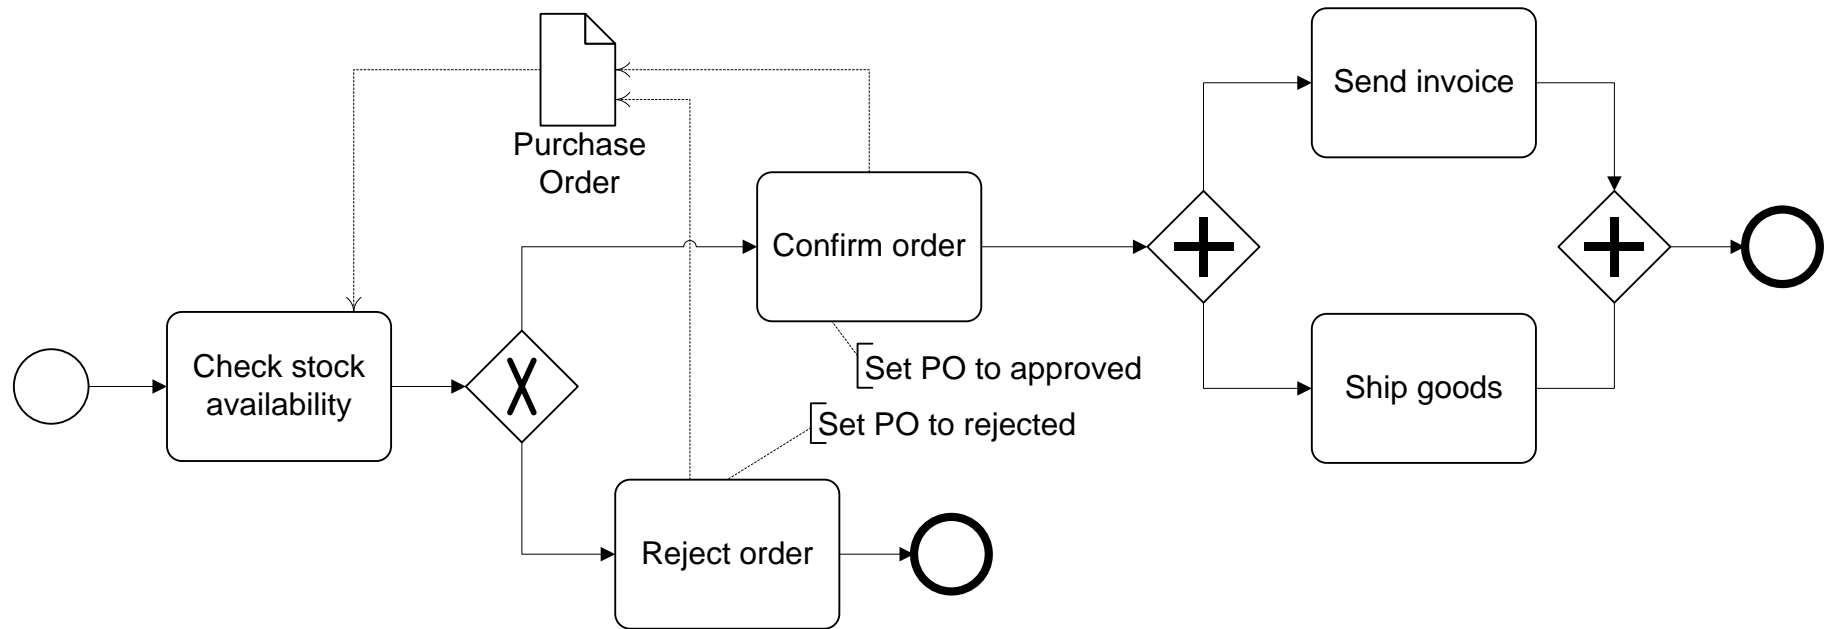 Purchase
Order
Send invoice
Confirm order
Check stock
availability
Set PO to approved
Ship goods
Set PO to rejected
Reject order